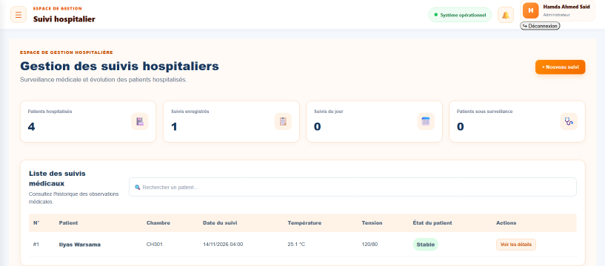 ESPACE DE GESTION
Suivi hospitalier
Système opérationnel
M
Hamda Ahmed Said
Administrateur
Déconnexion
ESPACE DE GESTION HOSPITALIÈRE
Gestion des suivis hospitaliers
Surveillance médicale et évolution des patients hospitalisés
+ Nouveau suivi
Patients hospitalisés
4
Suivis enregistrés
1
Suivis du jour
0
Patients sous surveillance
0
Liste des suivis médicaux
Consultez l'historique des observations médicales.
Rechercher un patient...
N° Patient Chambre Date du suivi Température Tension État du patient Actions
#1 Ilyas Warsama CH301 14/11/2026 04:00 25.1 °C 120/80 Stable Voir les détails